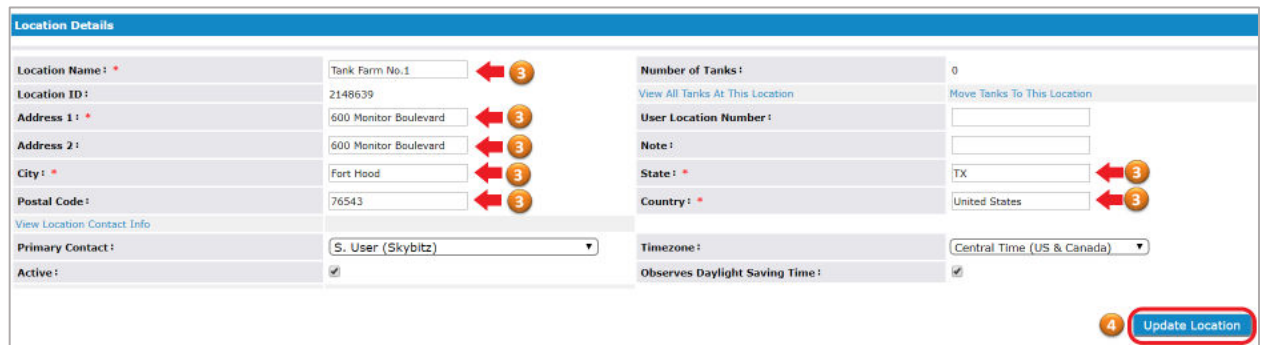 Location Details
Location Name: * Tank Farm No.1 3 Number of Tanks: 0
Location ID: 2148639 View All Tanks At This Location Move Tanks To This Location
Address 1: * 600 Monitor Boulevard 3 User Location Number:
Address 2: 600 Monitor Boulevard 3 Note:
City: * Fort Hood 3 State: * TX 3
Postal Code: 76543 3 Country: * United States 3
View Location Contact Info
Primary Contact: S. User (Skybitz) Timezone: Central Time (US & Canada)
Active: Observes Daylight Saving Time:
4 Update Location